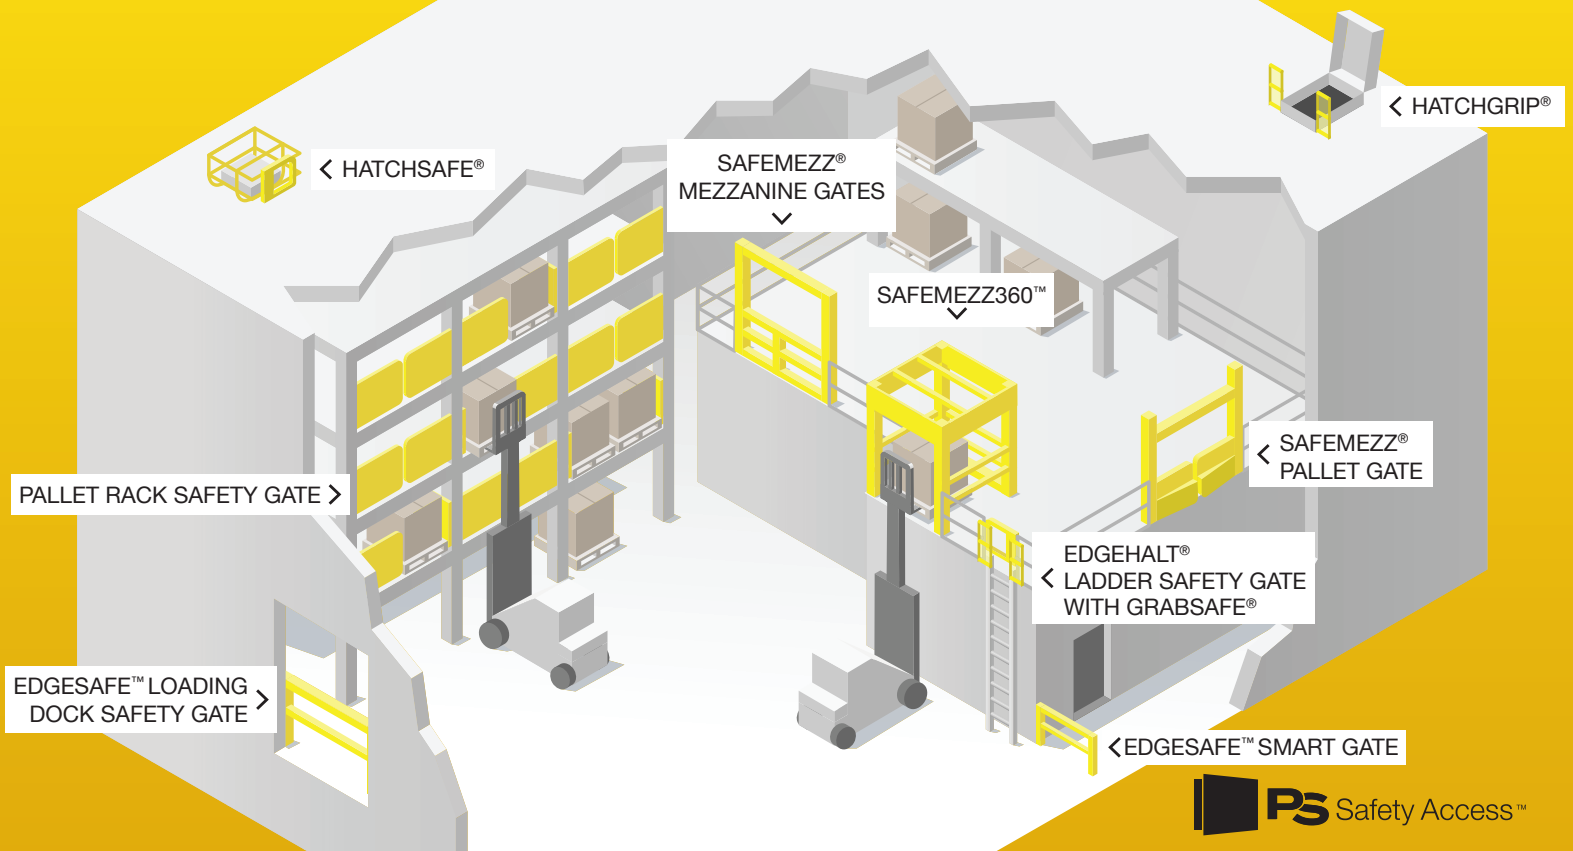 HATCHGRIP®
HATCHSAFE®
SAFEMEZZ®
MEZZANINE GATES
SAFEMEZZ360™
SAFEMEZZ®
PALLET GATE
PALLET RACK SAFETY GATE
EDGEHALT®
LADDER SAFETY GATE
WITH GRABSAFE®
EDGESAFE™ LOADING
DOCK SAFETY GATE
EDGESAFE™ SMART GATE
PS Safety Access™